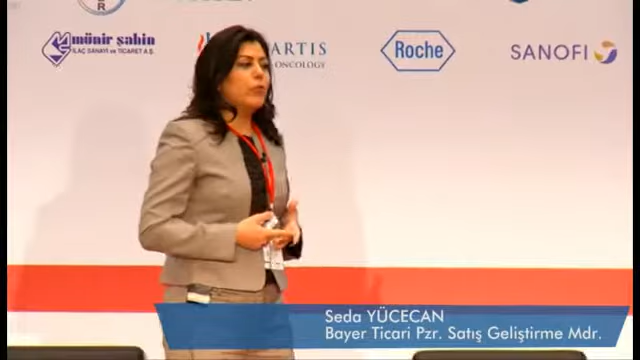 münir şahin
İLAÇ SANAYİ ve TİCARET A.Ş.
ARTIS
ONCOLOGY
Roche
SANOFI
Seda YÜCECAN
Bayer Ticari Pzr. Satış Geliştirme Mdr.